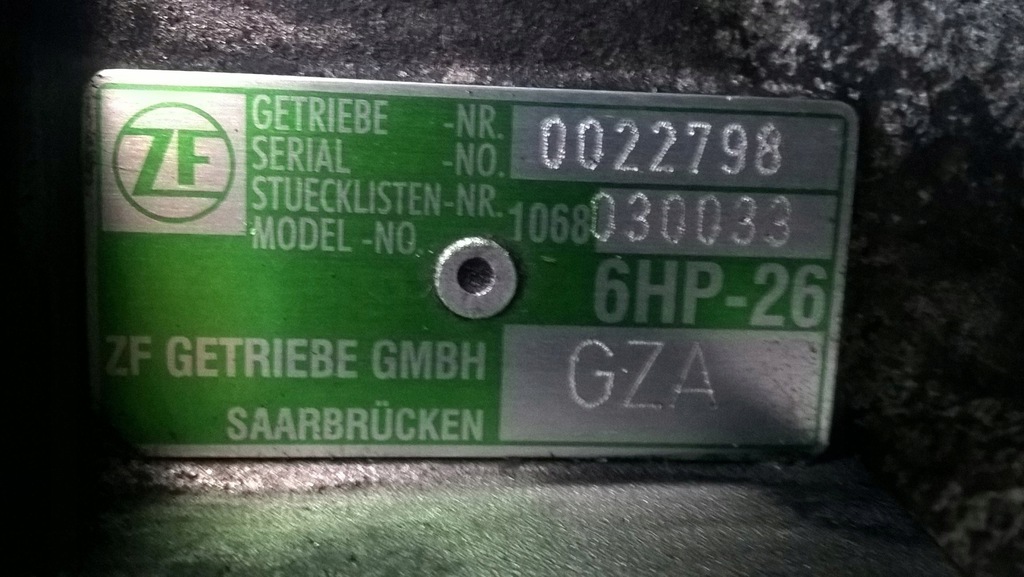 ZF
GETRIEBE -NR.
SERIAL -NO. 0022798
STUECKLISTEN-NR.
MODEL -NO. 1068 030033
6HP-26
ZF GETRIEBE GMBH
SAARBRÜCKEN
GZA